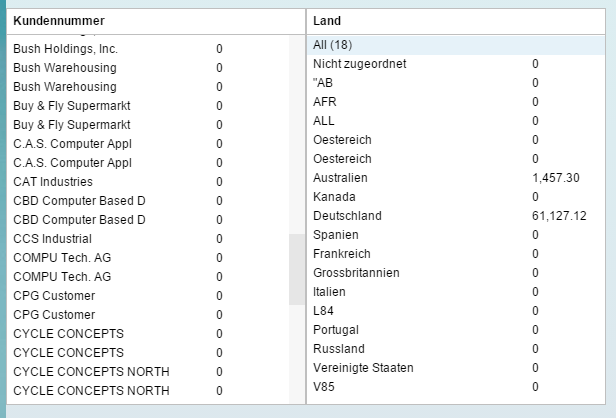 Kundennummer
Bush Holdings, Inc. 0
Bush Warehousing 0
Bush Warehousing 0
Buy & Fly Supermarkt 0
Buy & Fly Supermarkt 0
C.A.S. Computer Appl 0
C.A.S. Computer Appl 0
CAT Industries 0
CBD Computer Based D 0
CBD Computer Based D 0
CCS Industrial 0
COMPU Tech. AG 0
COMPU Tech. AG 0
CPG Customer 0
CPG Customer 0
CYCLE CONCEPTS 0
CYCLE CONCEPTS 0
CYCLE CONCEPTS NORTH 0
CYCLE CONCEPTS NORTH 0
Land
All (18)
Nicht zugeordnet 0
"AB 0
AFR 0
ALL 0
Oestereich 0
Oestereich 0
Australien 1,457.30
Kanada 0
Deutschland 61,127.12
Spanien 0
Frankreich 0
Grossbritannien 0
Italien 0
L84 0
Portugal 0
Russland 0
Vereinigte Staaten 0
V85 0